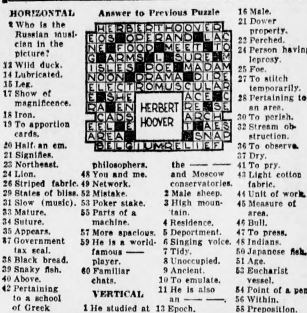 HORIZONTAL
8 Who is the
Russian musi-
cian in the
picture?
12 Wild duck.
14 Lubricated.
15 Leg.
17 Show of
magnificence.
18 Iron.
19 To apportion
cards.
20 Half an em.
21 Signifies.
23 Northeast.
24 Lion.
26 Striped fabric.
29 States of bliss.
31 Slow (music).
33 Mature.
34 Suture.
35 Appears.
37 Government
tax seal.
38 Black bread.
39 Snaky fish.
40 Above.
42 Pertaining
to a school
of Greek
Answer to Previous Puzzle
HERBERT HOOVER
HERBERT
HOOVER
BELGIUM RELIEF
philosophers.
48 You and me.
49 Network.
52 Mistake.
53 Poker stake.
55 Parts of a
machine.
57 More spacious.
59 He is a world-
famous —
player.
60 Familiar
chats.
VERTICAL
1 He studied at
the —
and Moscow
conservatories.
2 Male sheep.
3 High moun-
tain.
4 Residence.
5 Deportment.
6 Singing voice.
7 Tidy.
8 Unoccupied.
9 Ancient.
10 To emulate.
11 He is also
an —.
13 Epoch.
16 Male.
21 Dower
property.
22 Perched.
24 Person having
leprosy.
25 Foe.
27 To stitch
temporarily.
28 Pertaining to
an area.
30 To perish.
32 Stream ob-
struction.
36 To observe.
37 Dry.
41 To pry.
43 Light cotton
fabric.
44 Unit of work.
45 Measure of
area.
46 Bull.
47 To press.
48 Indians.
50 Japanese fish.
51 Age.
53 Eucharist
vessel.
54 Point of a pen
56 Within.
58 Preposition.